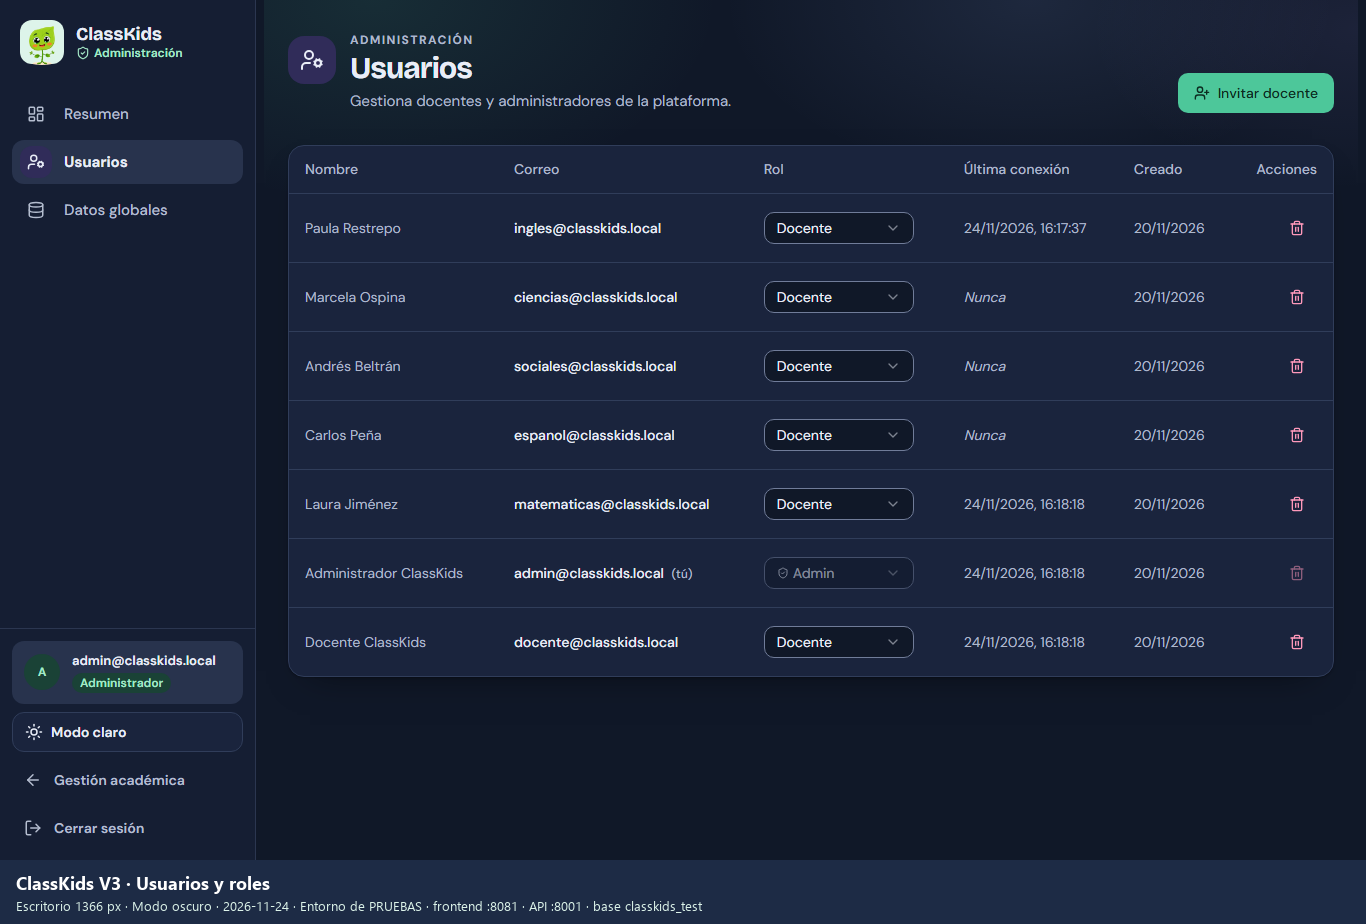 ClassKids
Administración
Resumen
Usuarios
Datos globales
admin@classkids.local
A
Administrador
Modo claro
Gestión académica
Cerrar sesión
ADMINISTRACIÓN
Usuarios
Gestiona docentes y administradores de la plataforma.
Invitar docente
Nombre Correo Rol Última conexión Creado Acciones
Paula Restrepo ingles@classkids.local Docente 24/11/2026, 16:17:37 20/11/2026
Marcela Ospina ciencias@classkids.local Docente Nunca 20/11/2026
Andrés Beltrán sociales@classkids.local Docente Nunca 20/11/2026
Carlos Peña espanol@classkids.local Docente Nunca 20/11/2026
Laura Jiménez matematicas@classkids.local Docente 24/11/2026, 16:18:18 20/11/2026
Administrador ClassKids admin@classkids.local (tú) Admin 24/11/2026, 16:18:18 20/11/2026
Docente ClassKids docente@classkids.local Docente 24/11/2026, 16:18:18 20/11/2026
ClassKids V3 · Usuarios y roles
Escritorio 1366 px · Modo oscuro · 2026-11-24 · Entorno de PRUEBAS · frontend :8081 · API :8001 · base classkids_test